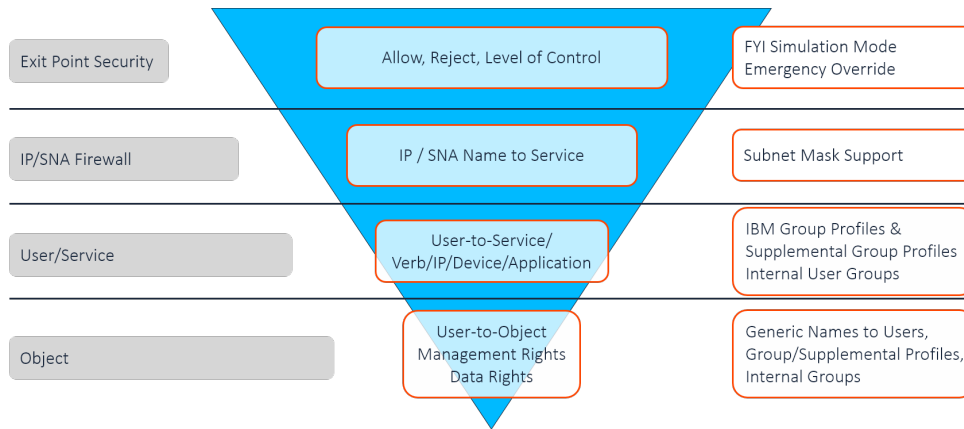 Exit Point Security
Allow, Reject, Level of Control
FYI Simulation Mode
Emergency Override
IP/SNA Firewall
IP / SNA Name to Service
Subnet Mask Support
User/Service
User-to-Service/
Verb/IP/Device/Application
IBM Group Profiles &
Supplemental Group Profiles
Internal User Groups
Object
User-to-Object
Management Rights
Data Rights
Generic Names to Users,
Group/Supplemental Profiles,
Internal Groups